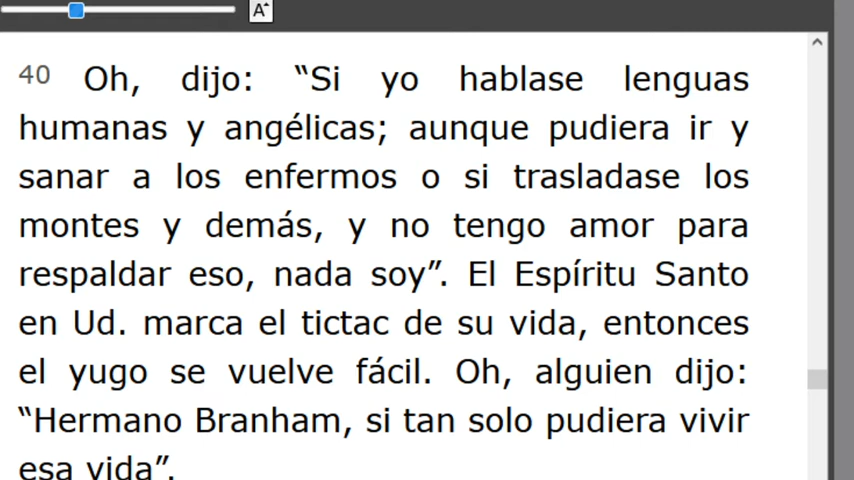 A
40 Oh, dijo: “Si yo hablase lenguas
humanas y angélicas; aunque pudiera ir y
sanar a los enfermos o si trasladase los
montes y demás, y no tengo amor para
respaldar eso, nada soy”. El Espíritu Santo
en Ud. marca el tictac de su vida, entonces
el yugo se vuelve fácil. Oh, alguien dijo:
“Hermano Branham, si tan solo pudiera vivir
esa vida”.